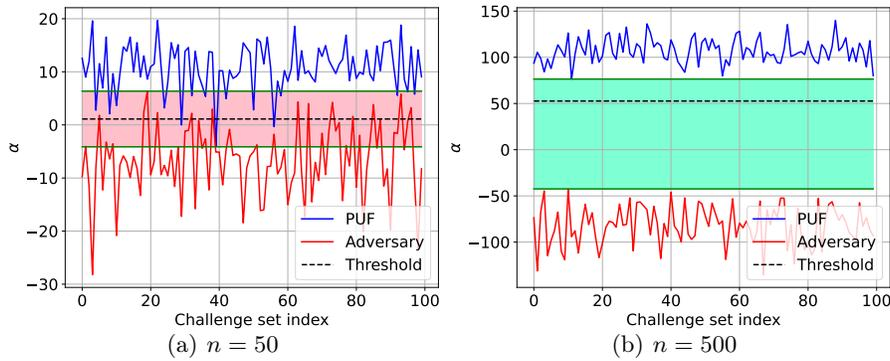 20
10
0
−10
−20
−30
α
0
20
40
60
80
100
Challenge set index
PUF
Adversary
Threshold
(a) n = 50
150
100
50
0
−50
−100
α
0
20
40
60
80
100
Challenge set index
PUF
Adversary
Threshold
(b) n = 500